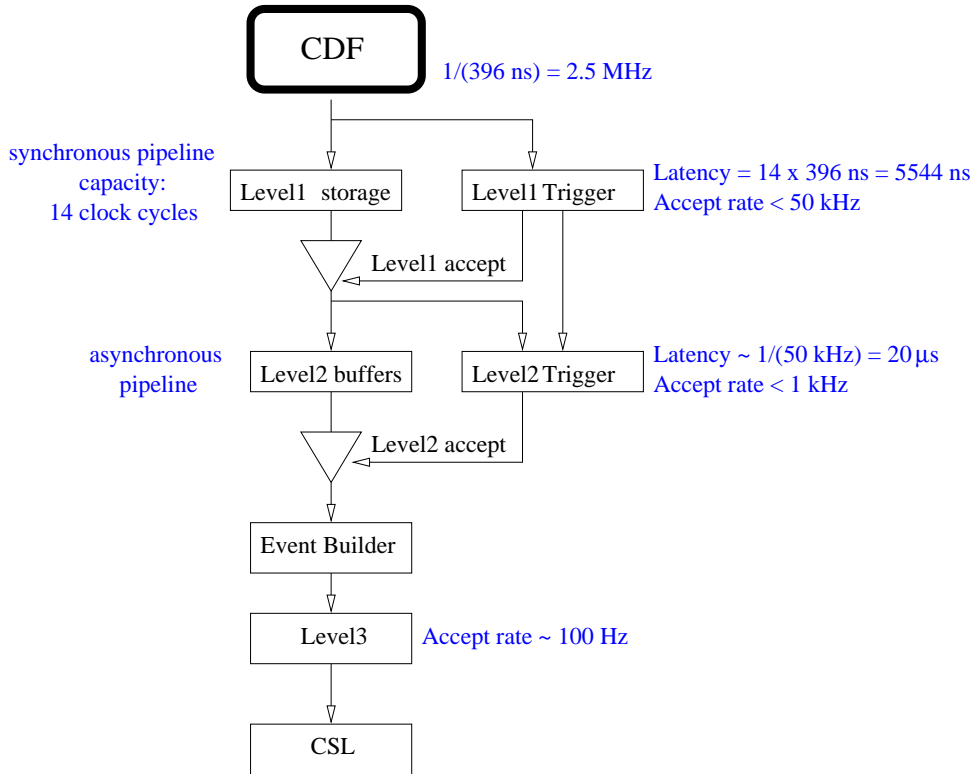 CDF
1/(396 ns) = 2.5 MHz
synchronous pipeline
capacity:
14 clock cycles
Level1 storage
Level1 Trigger
Latency = 14 x 396 ns = 5544 ns
Accept rate < 50 kHz
Level1 accept
asynchronous
pipeline
Level2 buffers
Level2 Trigger
Latency ~ 1/(50 kHz) = 20 µs
Accept rate < 1 kHz
Level2 accept
Event Builder
Level3
Accept rate ~ 100 Hz
CSL